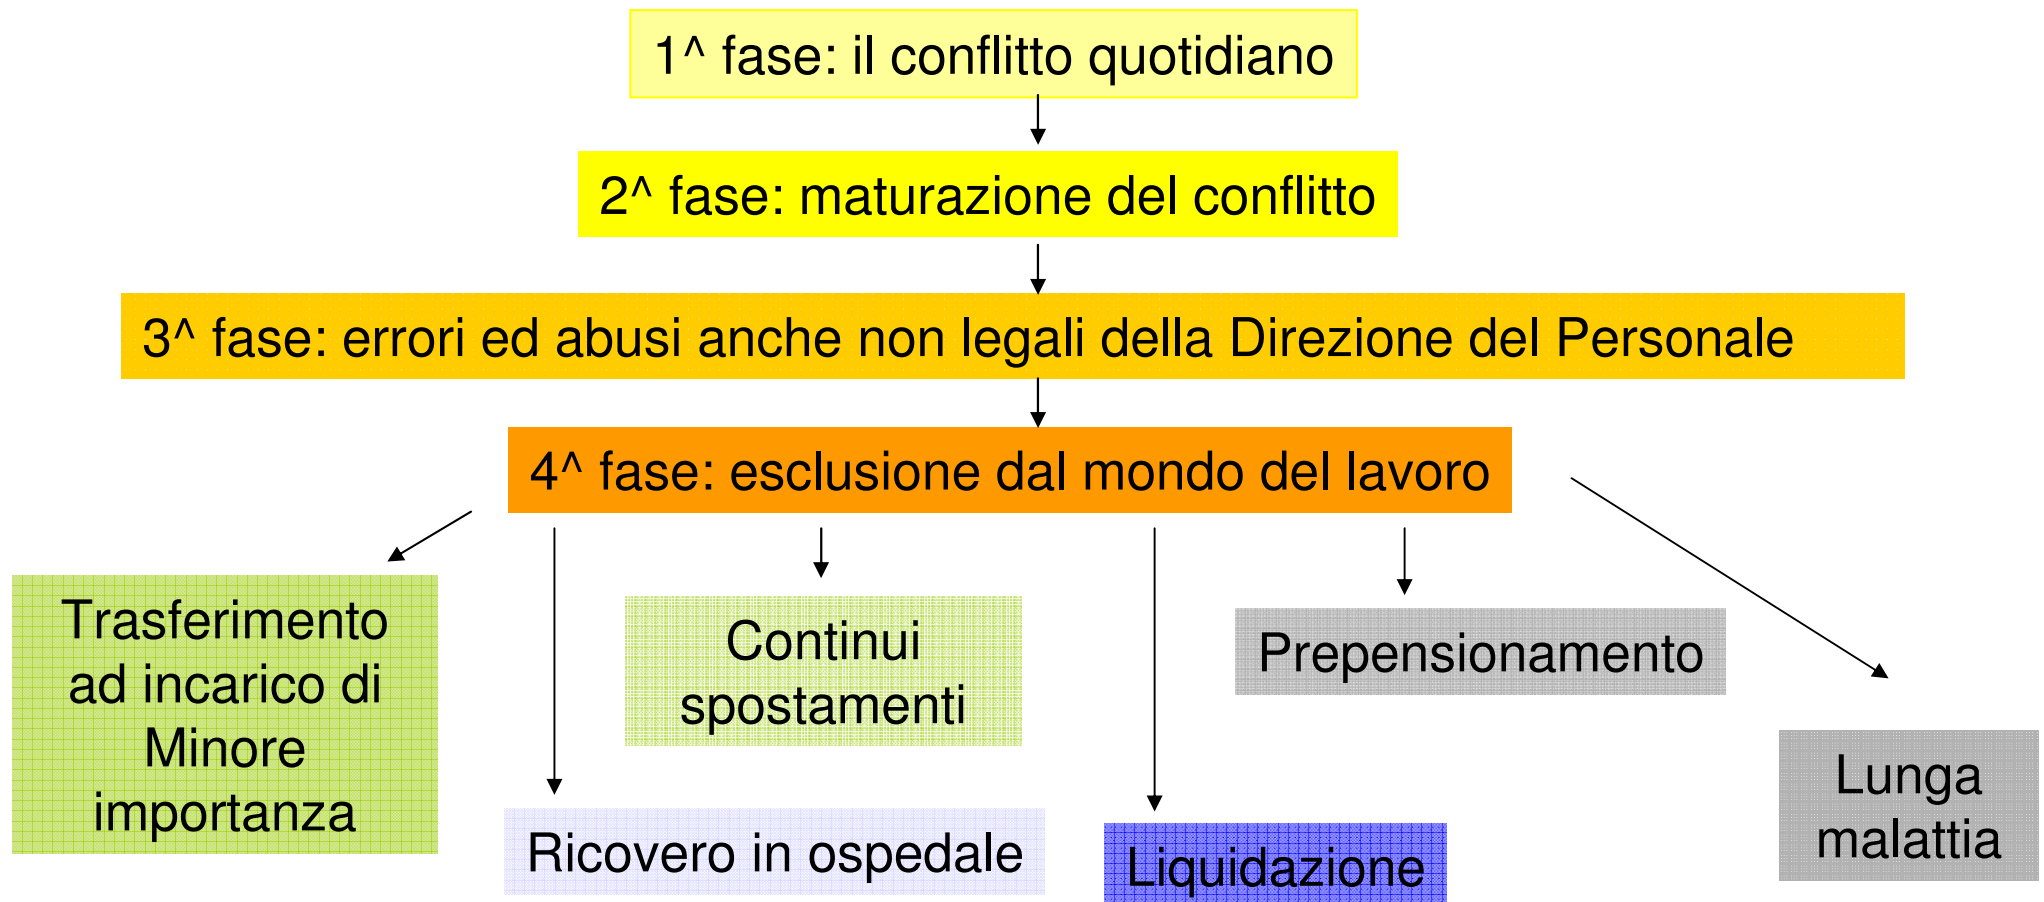 1^ fase: il conflitto quotidiano
2^ fase: maturazione del conflitto
3^ fase: errori ed abusi anche non legali della Direzione del Personale
4^ fase: esclusione dal mondo del lavoro
Trasferimento
ad incarico di
Minore
importanza
Ricovero in ospedale
Continui
spostamenti
Liquidazione
Prepensionamento
Lunga
malattia